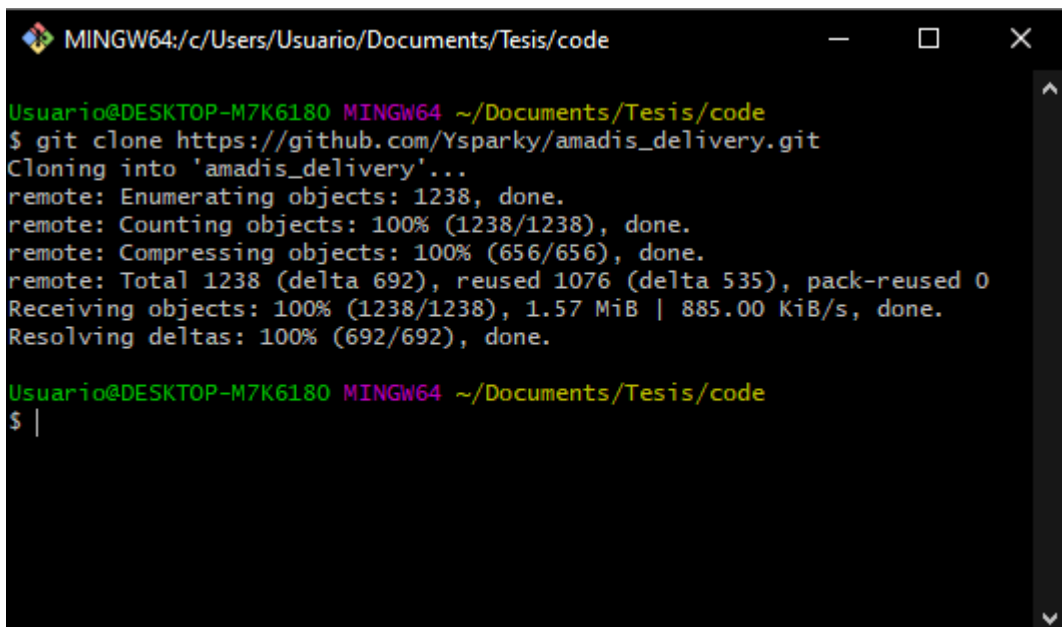 MINGW64:/c/Users/Usuario/Documents/Tesis/code
Usuario@DESKTOP-M7K6180 MINGW64 ~/Documents/Tesis/code
$ git clone https://github.com/Ysparky/amadis_delivery.git
Cloning into 'amadis_delivery'...
remote: Enumerating objects: 1238, done.
remote: Counting objects: 100% (1238/1238), done.
remote: Compressing objects: 100% (656/656), done.
remote: Total 1238 (delta 692), reused 1076 (delta 535), pack-reused 0
Receiving objects: 100% (1238/1238), 1.57 MiB | 885.00 KiB/s, done.
Resolving deltas: 100% (692/692), done.
Usuario@DESKTOP-M7K6180 MINGW64 ~/Documents/Tesis/code
$